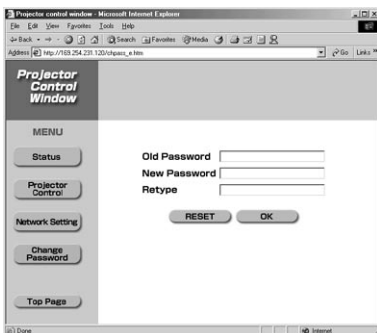 Projector control window - Microsoft Internet Explorer
File Edit View Favorites Tools Help
Back Search Favorites Media
Address http://169.254.231.120/chpass_e.htm Go Links »
Projector
Control
Window
MENU
Status
Projector
Control
Network Setting
Change
Password
Top Page
Old Password
New Password
Retype
RESET OK
Done Internet